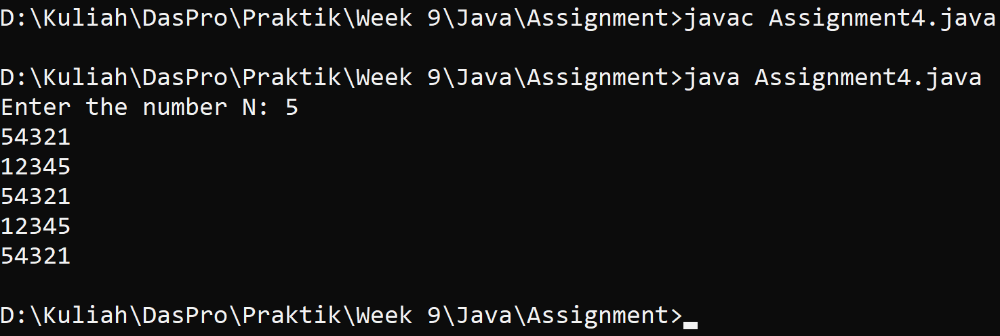 D:\Kuliah\DasPro\Praktik\Week 9\Java\Assignment>javac Assignment4.java
D:\Kuliah\DasPro\Praktik\Week 9\Java\Assignment>java Assignment4.java
Enter the number N: 5
54321
12345
54321
12345
54321
D:\Kuliah\DasPro\Praktik\Week 9\Java\Assignment>